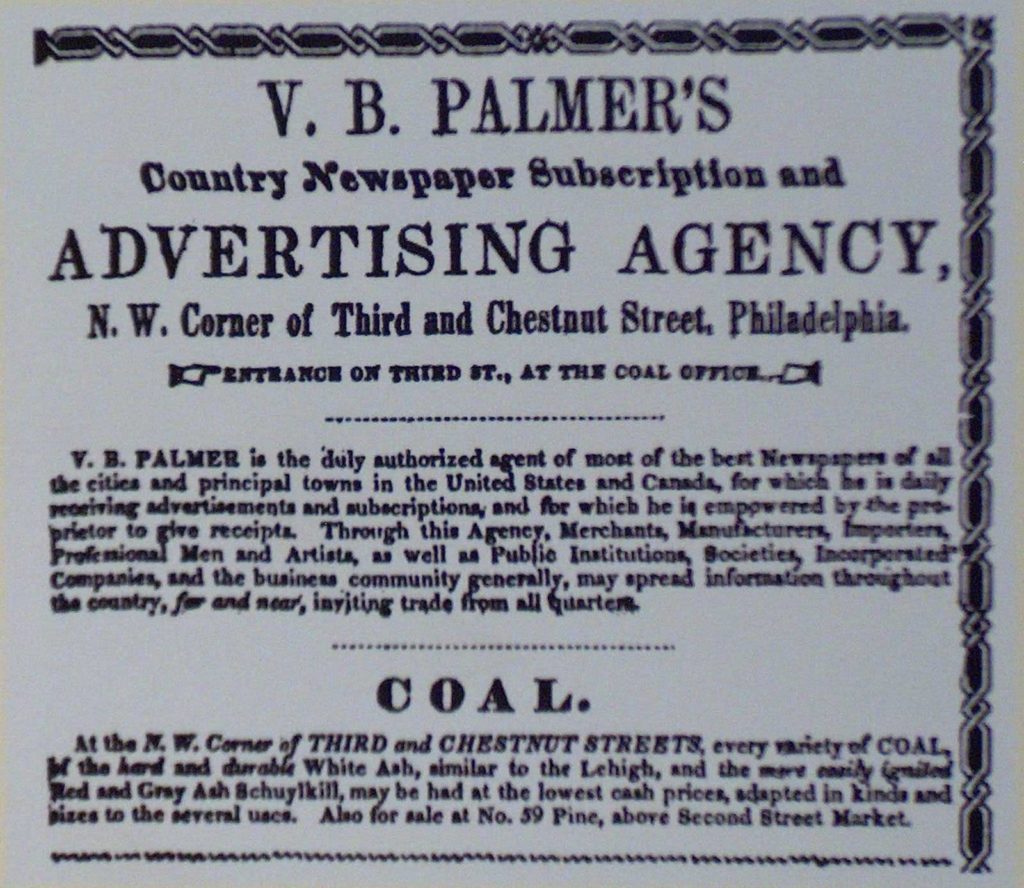 V. B. PALMER'S
Country Newspaper Subscription and
ADVERTISING AGENCY,
N. W. Corner of Third and Chestnut Street, Philadelphia.
ENTRANCE ON THIRD ST., AT THE COAL OFFICE.
V. B. PALMER is the duly authorized agent of most of the best Newspapers of all
the cities and principal towns in the United States and Canada, for which he is daily
receiving advertisements and subscriptions, and for which he is empowered by the pro-
prietor to give receipts. Through this Agency, Merchants, Manufacturers, Importers,
Professional Men and Artists, as well as Public Institutions, Societies, Incorporated
Companies, and the business community generally, may spread information throughout
the country, far and near, inviting trade from all quarters.
COAL.
At the N. W. Corner of THIRD and CHESTNUT STREETS, every variety of COAL,
of the hard and durable White Ash, similar to the Lehigh, and the more easily ignited
Red and Gray Ash Schuylkill, may be had at the lowest cash prices, adapted in kinds and
sizes to the several uses. Also for sale at No. 59 Pine, above Second Street Market.